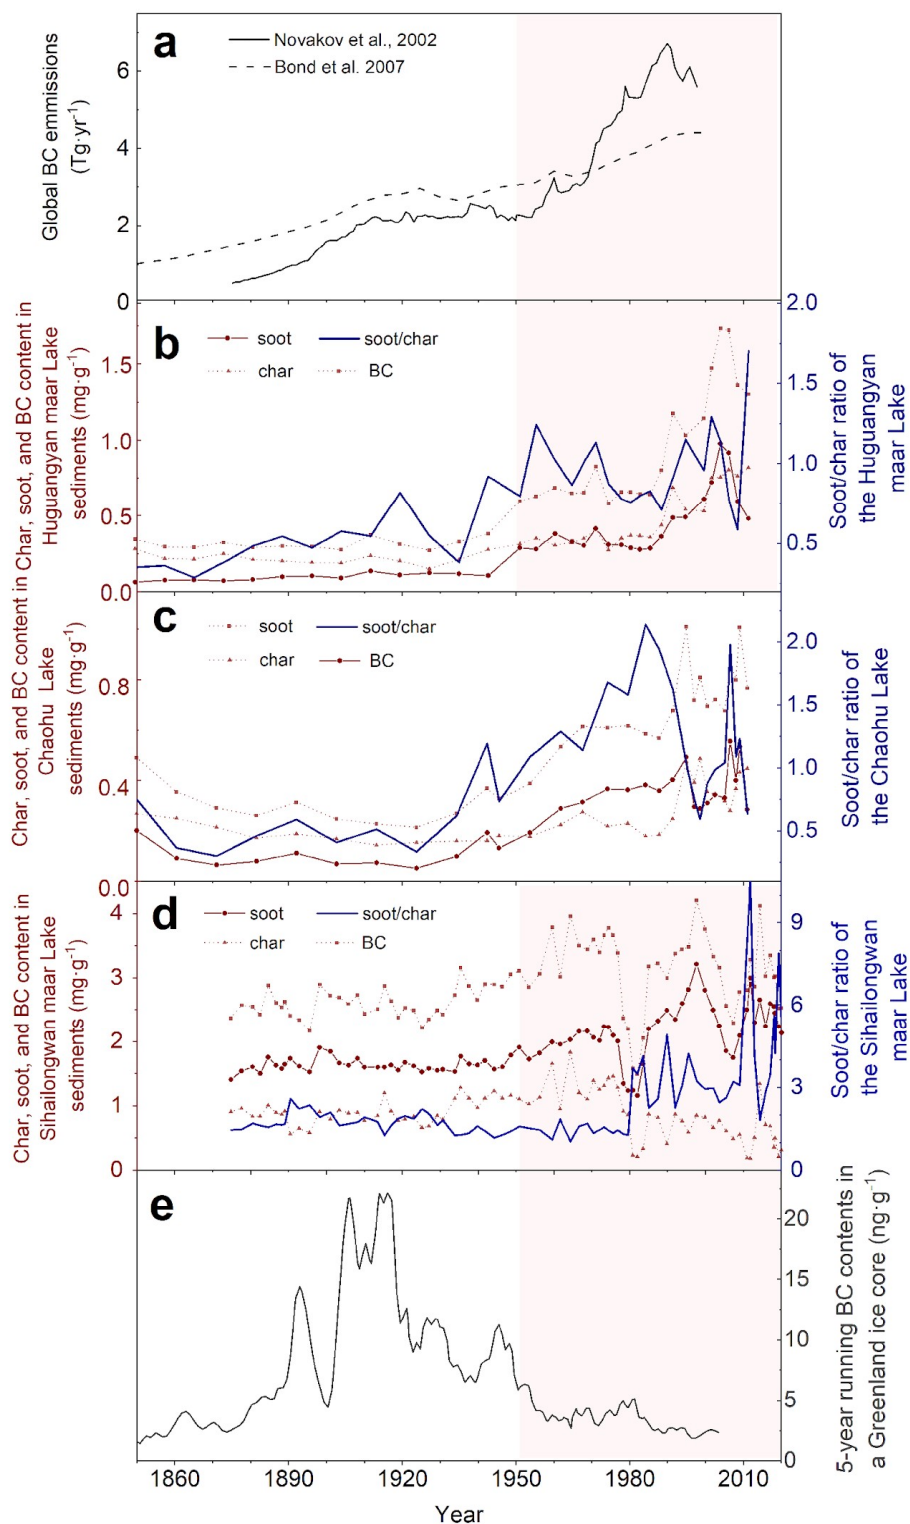 a
Novakov et al., 2002
Bond et al. 2007
Global BC emmissions
(Tg·yr⁻¹)
6
4
2
0
b
soot
soot/char
char
BC
Char, soot, and BC content in
Huguangyan maar Lake
sediments (mg·g⁻¹)
1.5
1.0
0.5
0.0
2.0
1.5
1.0
0.5
Soot/char ratio of
the Huguangyan
maar Lake
c
soot
soot/char
char
BC
Char, soot, and BC content in
Chaohu Lake
sediments (mg·g⁻¹)
0.8
0.4
0.0
2.0
1.5
1.0
0.5
Soot/char ratio of
the Chaohu Lake
d
soot
soot/char
char
BC
Char, soot, and BC content in
Sihailongwan maar Lake
sediments (mg·g⁻¹)
4
3
2
1
0
9
6
3
0
Soot/char ratio of
the Sihailongwan
maar Lake
e
20
15
10
5
0
5-year running BC contents in
a Greenland ice core (ng·g⁻¹)
1860 1890 1920 1950 1980 2010
Year